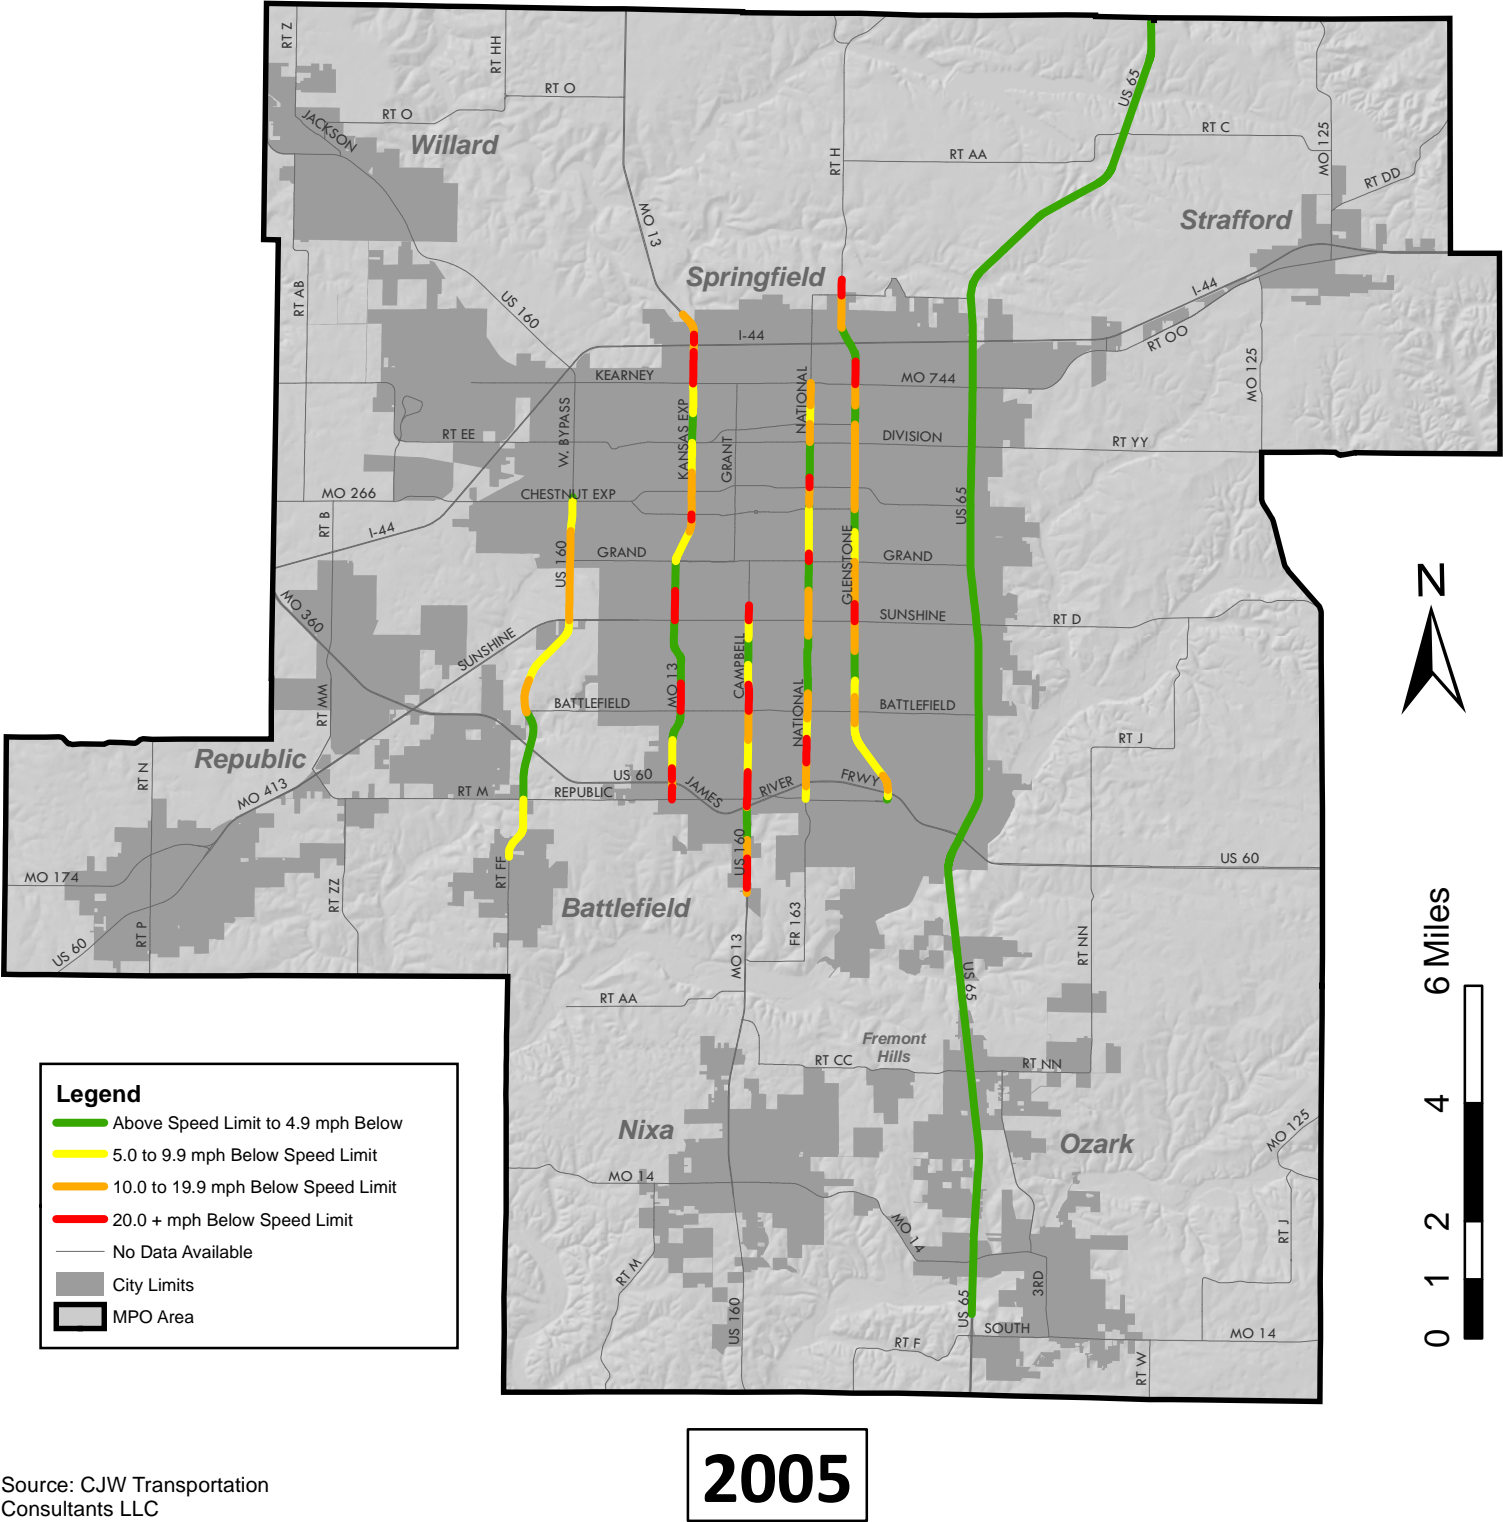 RT Z
RT HH
RT O
RT O
JACKSON
Willard
MO 13
RT H
US 65
RT AA
RT C
MO 125
RT DD
Strafford
Springfield
RT AB
US 160
I-44
I-44
RT OO
MO 125
KEARNEY
MO 744
W. BYPASS
KANSAS EXP
GRANT
NATIONAL
RT EE
DIVISION
RT YY
MO 266
CHESTNUT EXP
RT B
I-44
US 65
US 160
GRAND
GLENSTONE
GRAND
N
MO 360
SUNSHINE
SUNSHINE
RT D
RT MM
MO 13
CAMPBELL
NATIONAL
BATTLEFIELD
BATTLEFIELD
RT J
Republic
RT N
MO 413
RT M
US 60
REPUBLIC
JAMES
RIVER
FRWY
US 160
US 60
MO 174
RT FF
RT ZZ
RT P
US 60
Battlefield
MO 13
FR 163
RT NN
US 65
RT AA
Fremont
Hills
RT CC
RT NN
Nixa
Ozark
MO 125
MO 14
MO 14
RT J
RT M
US 160
3RD
US 65
SOUTH
RT F
MO 14
RT W
6 Miles
4
2
1
0
Legend
Above Speed Limit to 4.9 mph Below
5.0 to 9.9 mph Below Speed Limit
10.0 to 19.9 mph Below Speed Limit
20.0 + mph Below Speed Limit
No Data Available
City Limits
MPO Area
2005
Source: CJW Transportation
Consultants LLC